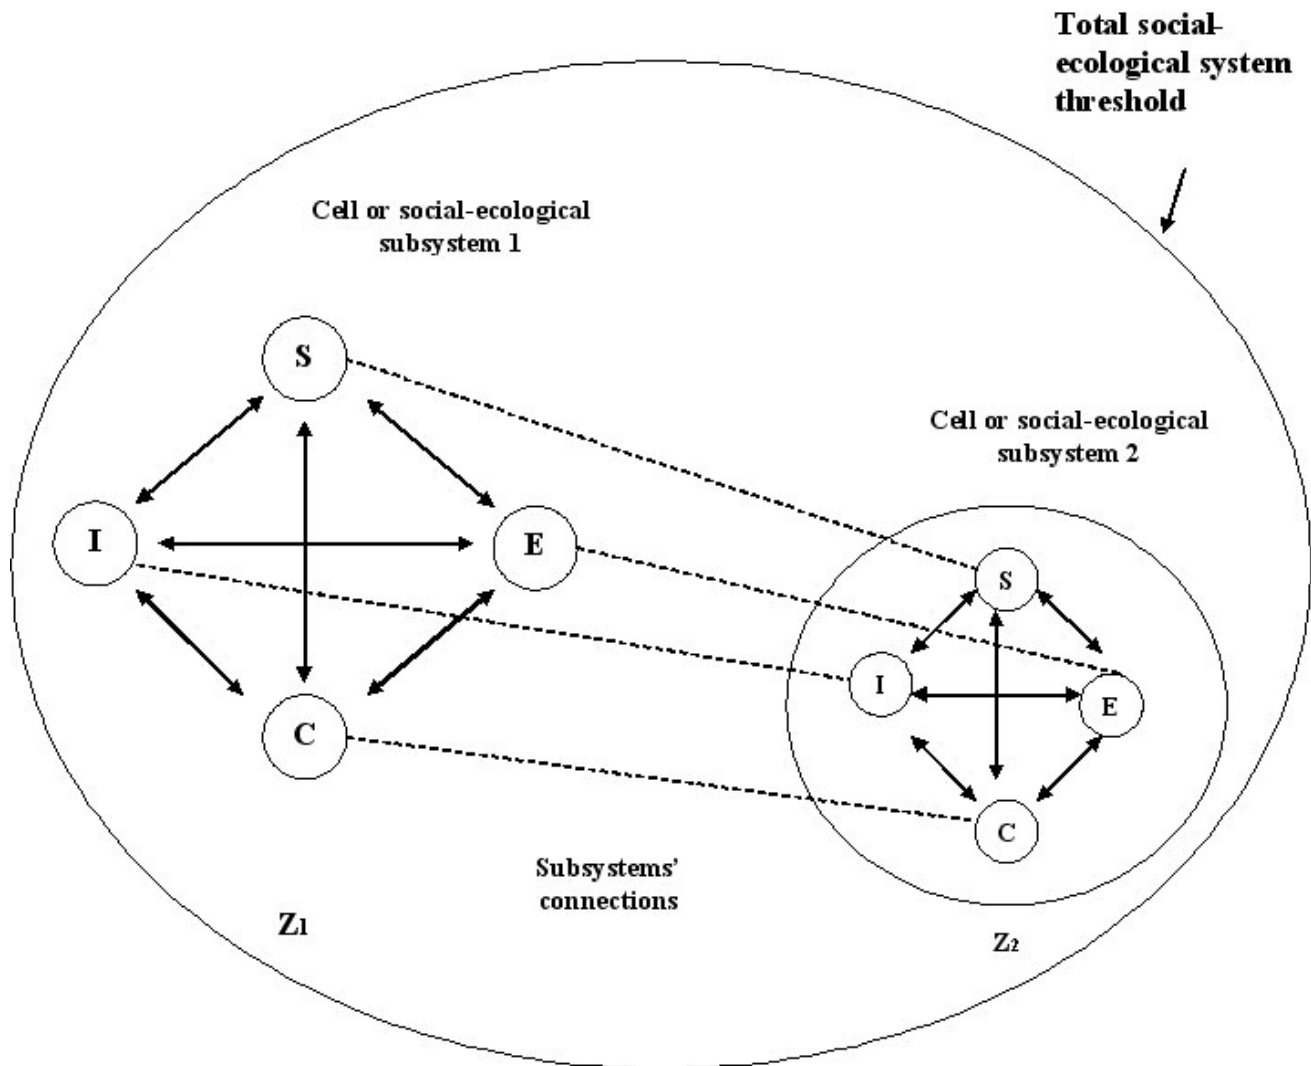 Total social-
ecological system
threshold
Cell or social-ecological
subsystem 1
S
Cell or social-ecological
subsystem 2
I
E
S
I
E
C
C
Subsystems’
connections
Z1
Z2